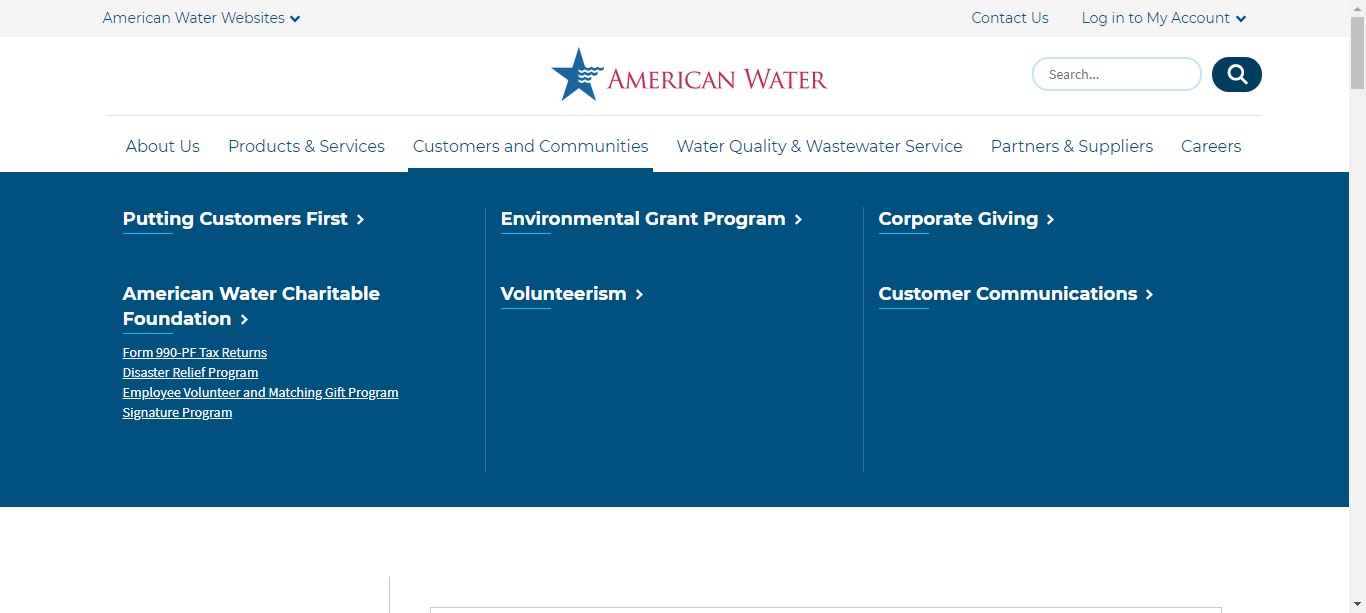 American Water Websites
Contact Us
Log in to My Account
AMERICAN WATER
Search...
About Us
Products & Services
Customers and Communities
Water Quality & Wastewater Service
Partners & Suppliers
Careers
Putting Customers First
Environmental Grant Program
Corporate Giving
American Water Charitable
Foundation
Form 990-PF Tax Returns
Disaster Relief Program
Employee Volunteer and Matching Gift Program
Signature Program
Volunteerism
Customer Communications